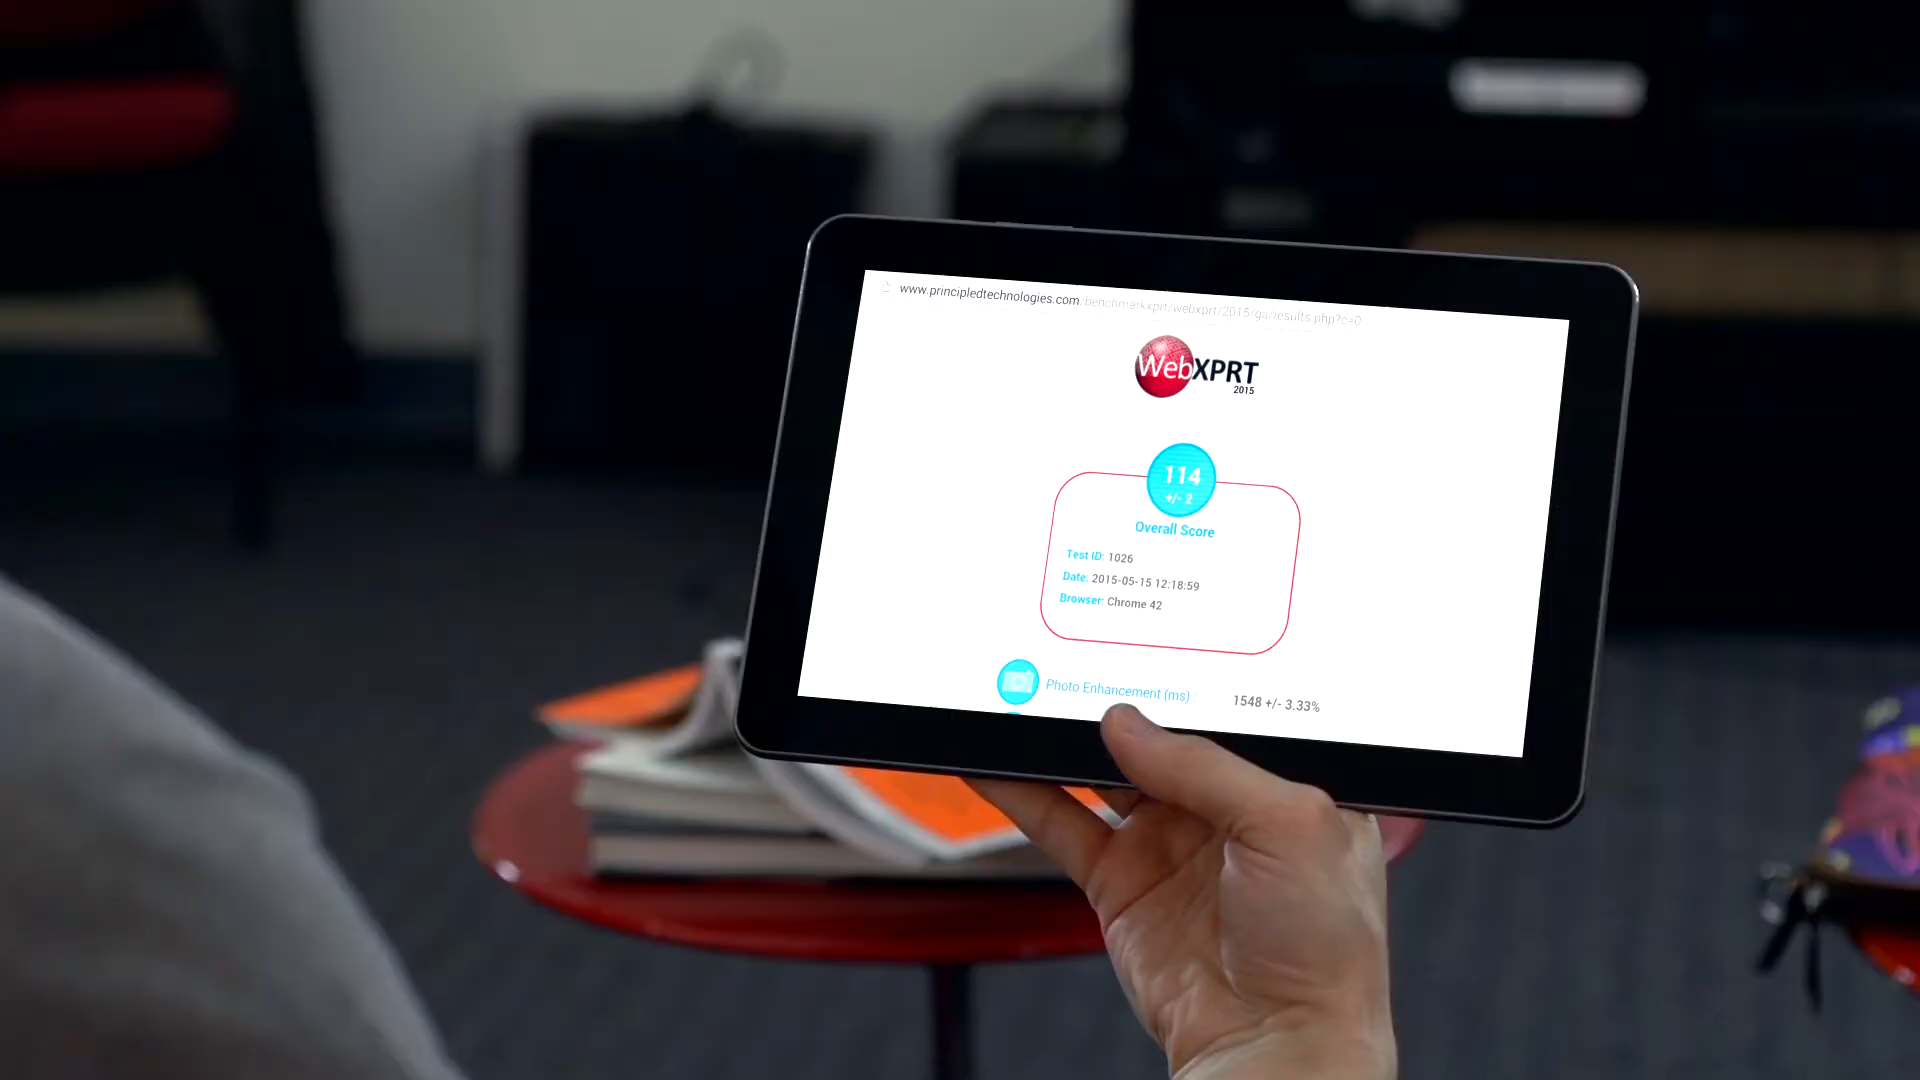 www.principledtechnologies.com/benchmarkxprt/webxprt/2015/ga/results.php?c=0
WebXPRT
2015
114
+/- 2
Overall Score
Test ID: 1026
Date: 2015-05-15 12:18:59
Browser: Chrome 42
Photo Enhancement (ms) 1548 +/- 3.33%